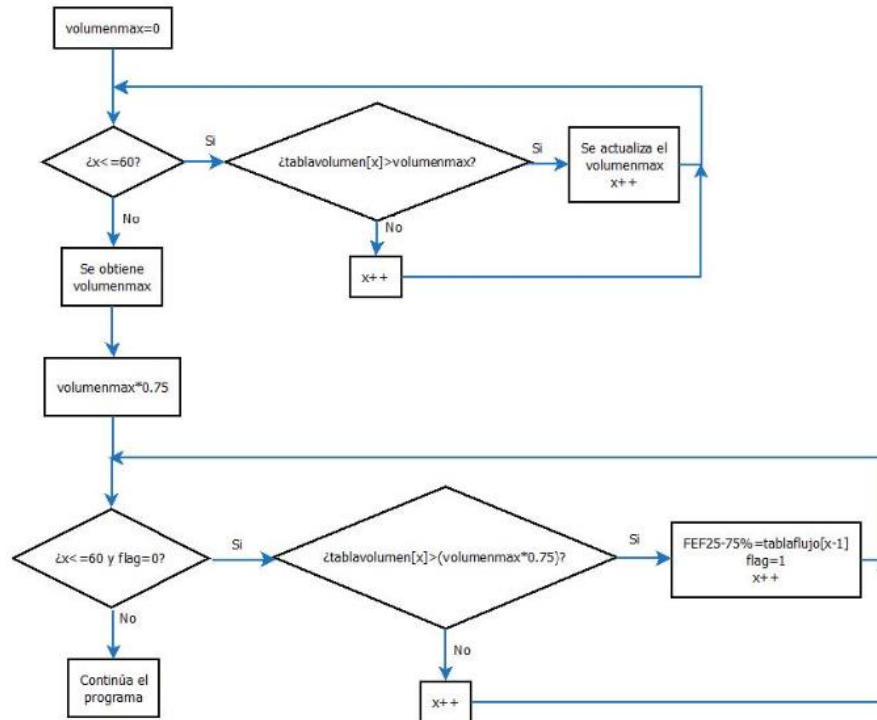 volumenmax=0
¿x<=60?
Si
¿tablavolumen[x]>volumenmax?
Si
Se actualiza el
volumenmax
x++
No
No
x++
Se obtiene
volumenmax
volumenmax*0.75
¿x<=60 y flag=0?
Si
¿tablavolumen[x]>(volumenmax*0.75)?
Si
FEF25-75%=tablaflujo[x-1]
flag=1
x++
No
No
Continúa el
programa
x++